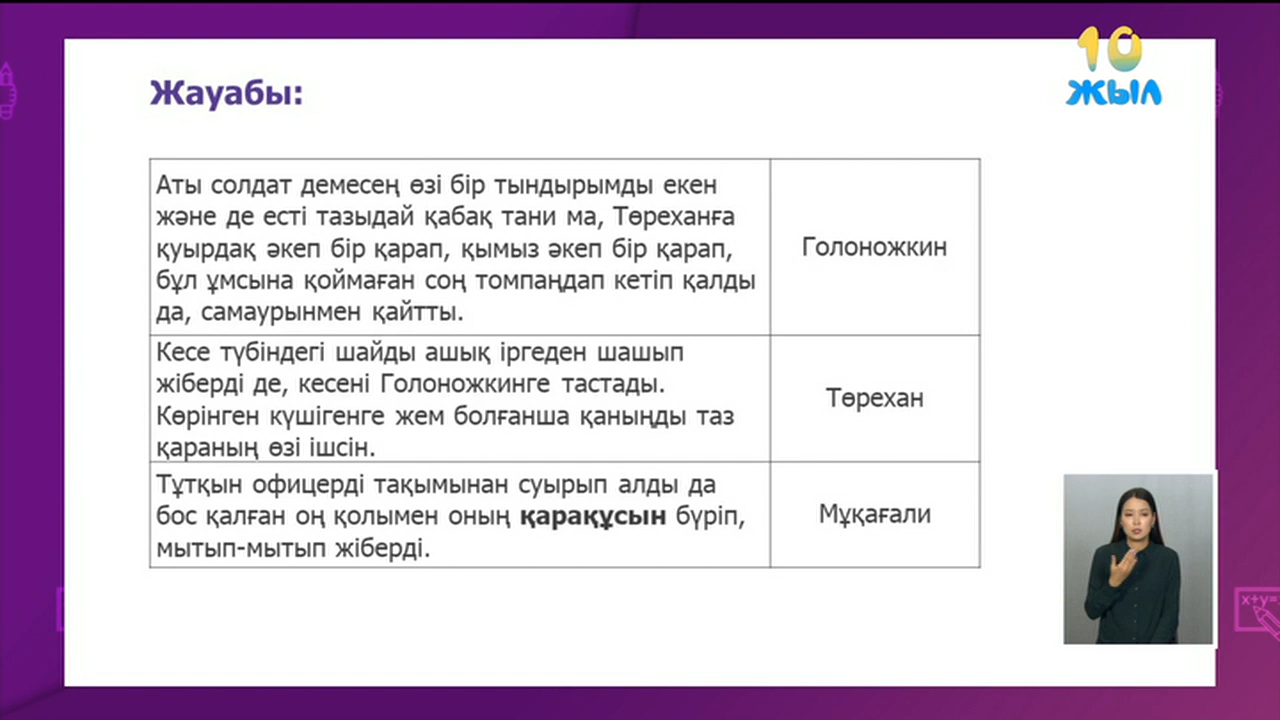 10
ЖЫЛ
Жауабы:
Аты солдат демесең өзі бір тындырымды екен
және де есті тазыдай қабақ тани ма, Төреханға
қуырдақ әкеп бір қарап, қымыз әкеп бір қарап,
бұл ұмсына қоймаған соң томпаңдап кетіп қалды
да, самаурынмен қайтты.
Голоножкин
Кесе түбіндегі шайды ашық іргеден шашып
жіберді де, кесені Голоножкинге тастады.
Көрінген күшігенге жем болғанша қаныңды таз
қараның өзі ішсін.
Төрехан
Тұтқын офицерді тақымынан суырып алды да
бос қалған оң қолымен оның қарақұсын бүріп,
мытып-мытып жіберді.
Мұқағали
x+y=